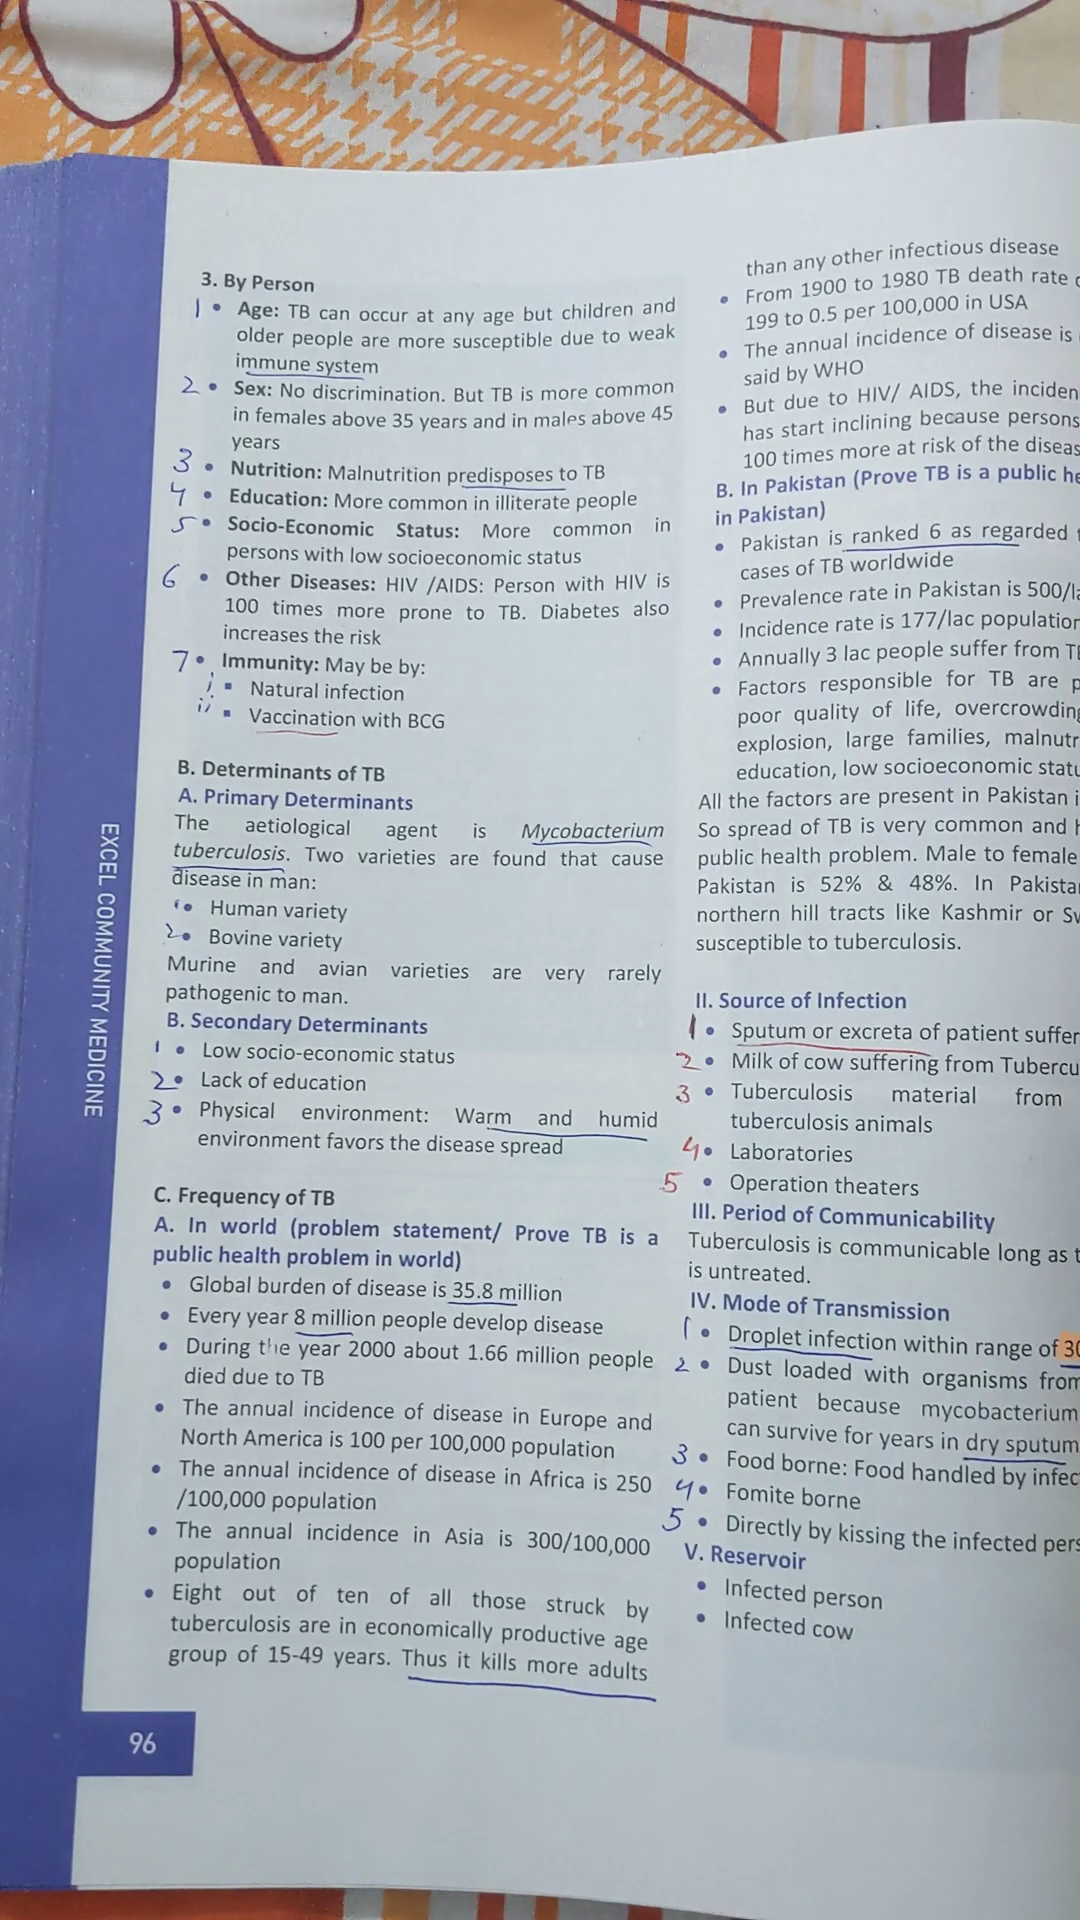 3. By Person
1 • Age: TB can occur at any age but children and
older people are more susceptible due to weak
immune system
2 • Sex: No discrimination. But TB is more common
in females above 35 years and in males above 45
years
3 • Nutrition: Malnutrition predisposes to TB
4 • Education: More common in illiterate people
5 • Socio-Economic Status: More common in
persons with low socioeconomic status
6 • Other Diseases: HIV /AIDS: Person with HIV is
100 times more prone to TB. Diabetes also
increases the risk
7 • Immunity: May be by:
i ▪ Natural infection
ii ▪ Vaccination with BCG
B. Determinants of TB
A. Primary Determinants
The aetiological agent is Mycobacterium
tuberculosis. Two varieties are found that cause
disease in man:
1 • Human variety
2 • Bovine variety
Murine and avian varieties are very rarely
pathogenic to man.
B. Secondary Determinants
1 • Low socio-economic status
2 • Lack of education
3 • Physical environment: Warm and humid
environment favors the disease spread
C. Frequency of TB
A. In world (problem statement/ Prove TB is a
public health problem in world)
• Global burden of disease is 35.8 million
• Every year 8 million people develop disease
• During the year 2000 about 1.66 million people
died due to TB
• The annual incidence of disease in Europe and
North America is 100 per 100,000 population
• The annual incidence of disease in Africa is 250
/100,000 population
• The annual incidence in Asia is 300/100,000
population
• Eight out of ten of all those struck by
tuberculosis are in economically productive age
group of 15-49 years. Thus it kills more adults
than any other infectious disease
• From 1900 to 1980 TB death rate
199 to 0.5 per 100,000 in USA
• The annual incidence of disease is
said by WHO
• But due to HIV/ AIDS, the inciden
has start inclining because persons
100 times more at risk of the diseas
B. In Pakistan (Prove TB is a public he
in Pakistan)
• Pakistan is ranked 6 as regarded
cases of TB worldwide
• Prevalence rate in Pakistan is 500/la
• Incidence rate is 177/lac population
• Annually 3 lac people suffer from TB
• Factors responsible for TB are p
poor quality of life, overcrowding
explosion, large families, malnutr
education, low socioeconomic statu
All the factors are present in Pakistan i
So spread of TB is very common and h
public health problem. Male to female
Pakistan is 52% & 48%. In Pakistan
northern hill tracts like Kashmir or Sw
susceptible to tuberculosis.
II. Source of Infection
1 • Sputum or excreta of patient suffer
2 • Milk of cow suffering from Tubercu
3 • Tuberculosis material from
tuberculosis animals
4 • Laboratories
5 • Operation theaters
III. Period of Communicability
Tuberculosis is communicable long as t
is untreated.
IV. Mode of Transmission
1 • Droplet infection within range of 30
2 • Dust loaded with organisms from
patient because mycobacterium
can survive for years in dry sputum
3 • Food borne: Food handled by infec
4 • Fomite borne
5 • Directly by kissing the infected pers
V. Reservoir
• Infected person
• Infected cow
EXCEL COMMUNITY MEDICINE
96